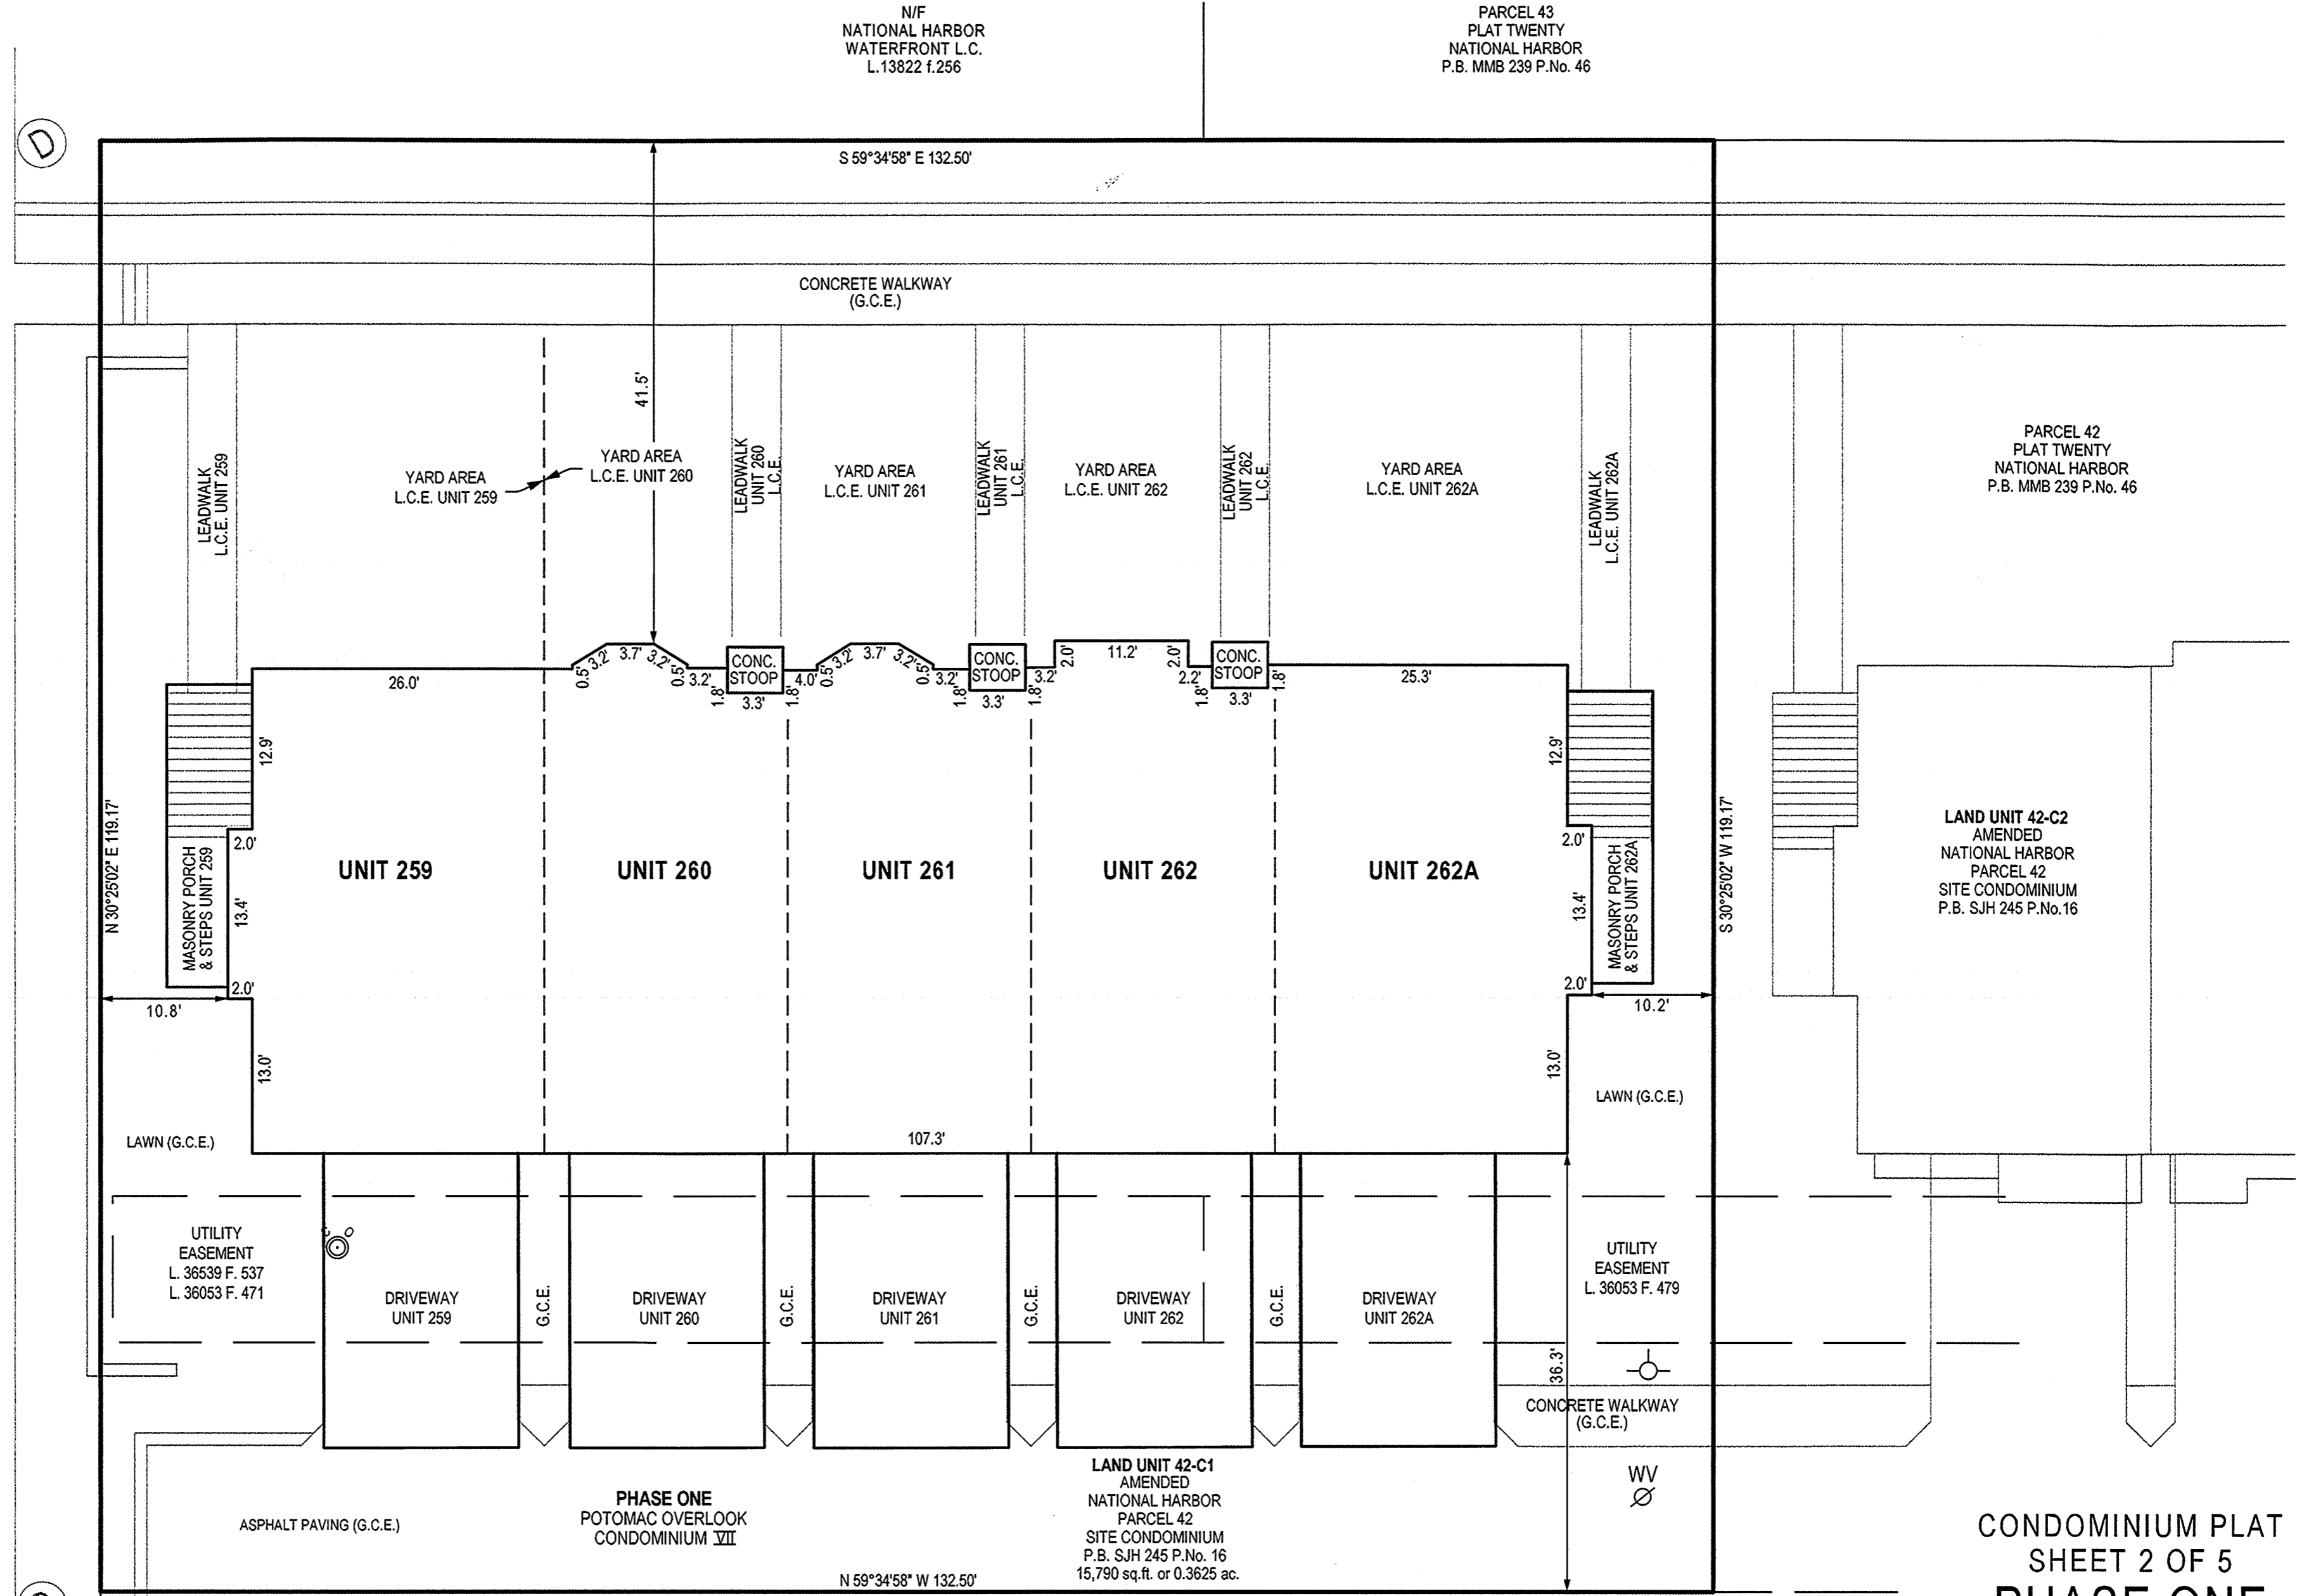 N/F
NATIONAL HARBOR
WATERFRONT L.C.
L.13822 f.256
PARCEL 43
PLAT TWENTY
NATIONAL HARBOR
P.B. MMB 239 P.No. 46
D
S 59°34'58" E 132.50'
CONCRETE WALKWAY
(G.C.E.)
41.5'
LEADWALK
L.C.E. UNIT 259
YARD AREA
L.C.E. UNIT 259
YARD AREA
L.C.E. UNIT 260
LEADWALK
UNIT 260
L.C.E.
YARD AREA
L.C.E. UNIT 261
LEADWALK
UNIT 261
L.C.E.
YARD AREA
L.C.E. UNIT 262
LEADWALK
UNIT 262
L.C.E.
YARD AREA
L.C.E. UNIT 262A
LEADWALK
L.C.E. UNIT 262A
PARCEL 42
PLAT TWENTY
NATIONAL HARBOR
P.B. MMB 239 P.No. 46
26.0'
0.5'
3.2'
3.7'
3.2'
0.5'
3.2'
1.8'
CONC.
STOOP
3.3'
1.8'
4.0'
0.5'
3.2'
3.7'
3.2'
0.5'
3.2'
1.8'
CONC.
STOOP
3.3'
1.8'
3.2'
2.0'
11.2'
2.0'
2.2'
1.8'
CONC.
STOOP
3.3'
1.8'
25.3'
12.9'
12.9'
N 30°25'02" E 119.17'
2.0'
MASONRY PORCH
& STEPS UNIT 259
13.4'
2.0'
10.8'
13.0'
UNIT 259
UNIT 260
UNIT 261
UNIT 262
UNIT 262A
2.0'
13.4'
MASONRY PORCH
& STEPS UNIT 262A
2.0'
10.2'
13.0'
S 30°25'02" W 119.17'
LAND UNIT 42-C2
AMENDED
NATIONAL HARBOR
PARCEL 42
SITE CONDOMINIUM
P.B. SJH 245 P.No.16
LAWN (G.C.E.)
LAWN (G.C.E.)
107.3'
UTILITY
EASEMENT
L. 36539 F. 537
L. 36053 F. 471
C O
DRIVEWAY
UNIT 259
G.C.E.
DRIVEWAY
UNIT 260
G.C.E.
DRIVEWAY
UNIT 261
G.C.E.
DRIVEWAY
UNIT 262
G.C.E.
DRIVEWAY
UNIT 262A
UTILITY
EASEMENT
L. 36053 F. 479
36.3'
CONCRETE WALKWAY
(G.C.E.)
WV
ASPHALT PAVING (G.C.E.)
PHASE ONE
POTOMAC OVERLOOK
CONDOMINIUM VII
LAND UNIT 42-C1
AMENDED
NATIONAL HARBOR
PARCEL 42
SITE CONDOMINIUM
P.B. SJH 245 P.No. 16
15,790 sq.ft. or 0.3625 ac.
N 59°34'58" W 132.50'
CONDOMINIUM PLAT
SHEET 2 OF 5
PHASE ONE